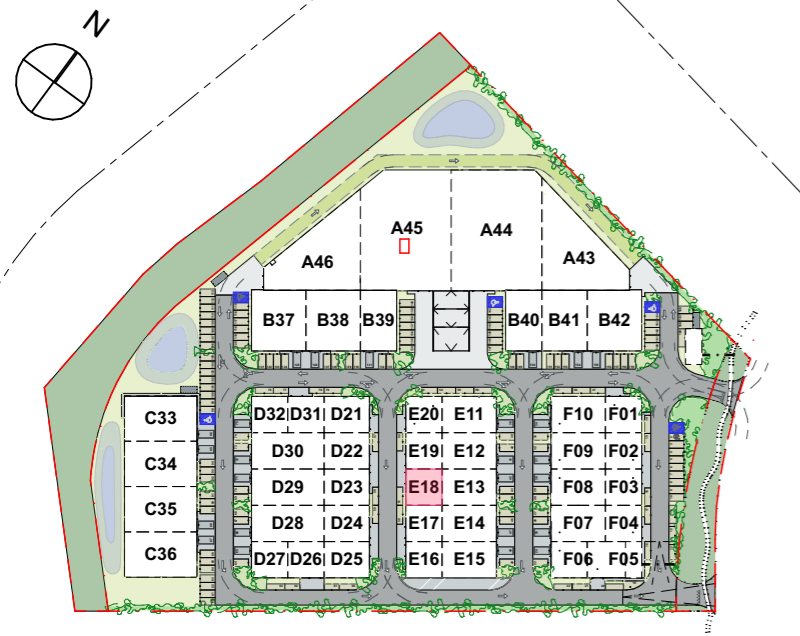 N
A45
A44
A46
A43
B37
B38
B39
B40
B41
B42
C33
C34
C35
C36
D32
D31
D21
D30
D22
D29
D23
D28
D24
D27
D26
D25
E20
E11
E19
E12
E18
E13
E17
E14
E16
E15
F10
F01
F09
F02
F08
F03
F07
F04
F06
F05